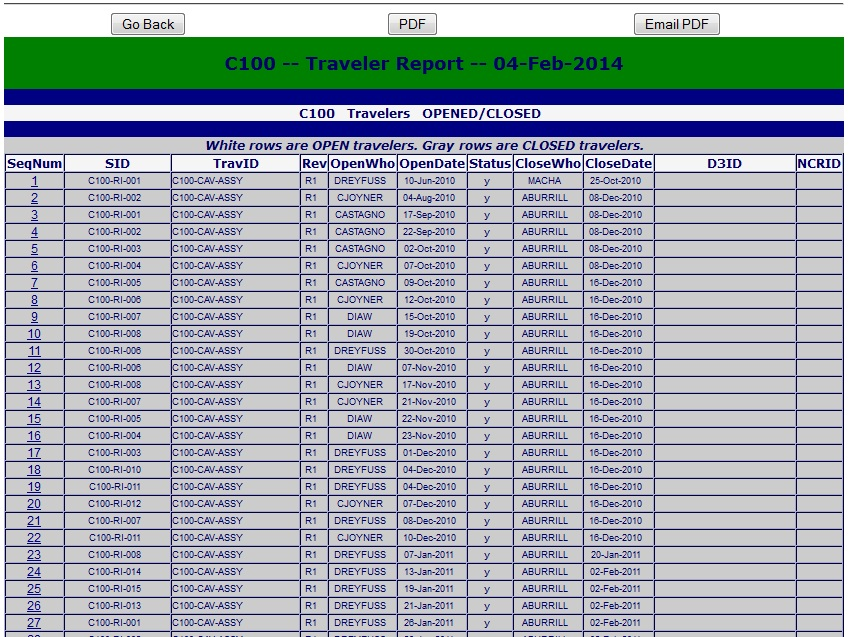 Go Back PDF Email PDF
C100 -- Traveler Report -- 04-Feb-2014
C100 Travelers OPENED/CLOSED
White rows are OPEN travelers. Gray rows are CLOSED travelers.
SeqNum SID TravID Rev OpenWho OpenDate Status CloseWho CloseDate D3ID NCRID
1 C100-RI-001 C100-CAV-ASSY R1 DREYFUSS 10-Jun-2010 y MACHA 25-Oct-2010
2 C100-RI-002 C100-CAV-ASSY R1 CJOYNER 04-Aug-2010 y ABURRILL 08-Dec-2010
3 C100-RI-001 C100-CAV-ASSY R1 CASTAGNO 17-Sep-2010 y ABURRILL 08-Dec-2010
4 C100-RI-002 C100-CAV-ASSY R1 CASTAGNO 22-Sep-2010 y ABURRILL 08-Dec-2010
5 C100-RI-003 C100-CAV-ASSY R1 CASTAGNO 02-Oct-2010 y ABURRILL 08-Dec-2010
6 C100-RI-004 C100-CAV-ASSY R1 CJOYNER 07-Oct-2010 y ABURRILL 08-Dec-2010
7 C100-RI-005 C100-CAV-ASSY R1 CASTAGNO 09-Oct-2010 y ABURRILL 16-Dec-2010
8 C100-RI-006 C100-CAV-ASSY R1 CJOYNER 12-Oct-2010 y ABURRILL 16-Dec-2010
9 C100-RI-007 C100-CAV-ASSY R1 DIAW 15-Oct-2010 y ABURRILL 16-Dec-2010
10 C100-RI-008 C100-CAV-ASSY R1 DIAW 19-Oct-2010 y ABURRILL 16-Dec-2010
11 C100-RI-006 C100-CAV-ASSY R1 DREYFUSS 30-Oct-2010 y ABURRILL 16-Dec-2010
12 C100-RI-006 C100-CAV-ASSY R1 DIAW 07-Nov-2010 y ABURRILL 16-Dec-2010
13 C100-RI-008 C100-CAV-ASSY R1 CJOYNER 17-Nov-2010 y ABURRILL 16-Dec-2010
14 C100-RI-007 C100-CAV-ASSY R1 CJOYNER 21-Nov-2010 y ABURRILL 16-Dec-2010
15 C100-RI-005 C100-CAV-ASSY R1 DIAW 22-Nov-2010 y ABURRILL 16-Dec-2010
16 C100-RI-004 C100-CAV-ASSY R1 DIAW 23-Nov-2010 y ABURRILL 16-Dec-2010
17 C100-RI-003 C100-CAV-ASSY R1 DREYFUSS 01-Dec-2010 y ABURRILL 16-Dec-2010
18 C100-RI-010 C100-CAV-ASSY R1 DREYFUSS 04-Dec-2010 y ABURRILL 16-Dec-2010
19 C100-RI-011 C100-CAV-ASSY R1 DREYFUSS 04-Dec-2010 y ABURRILL 16-Dec-2010
20 C100-RI-012 C100-CAV-ASSY R1 CJOYNER 07-Dec-2010 y ABURRILL 16-Dec-2010
21 C100-RI-007 C100-CAV-ASSY R1 DREYFUSS 08-Dec-2010 y ABURRILL 16-Dec-2010
22 C100-RI-011 C100-CAV-ASSY R1 CJOYNER 10-Dec-2010 y ABURRILL 16-Dec-2010
23 C100-RI-008 C100-CAV-ASSY R1 DREYFUSS 07-Jan-2011 y ABURRILL 20-Jan-2011
24 C100-RI-014 C100-CAV-ASSY R1 DREYFUSS 13-Jan-2011 y ABURRILL 02-Feb-2011
25 C100-RI-015 C100-CAV-ASSY R1 DREYFUSS 19-Jan-2011 y ABURRILL 02-Feb-2011
26 C100-RI-013 C100-CAV-ASSY R1 DREYFUSS 21-Jan-2011 y ABURRILL 02-Feb-2011
27 C100-RI-001 C100-CAV-ASSY R1 DREYFUSS 26-Jan-2011 y ABURRILL 02-Feb-2011